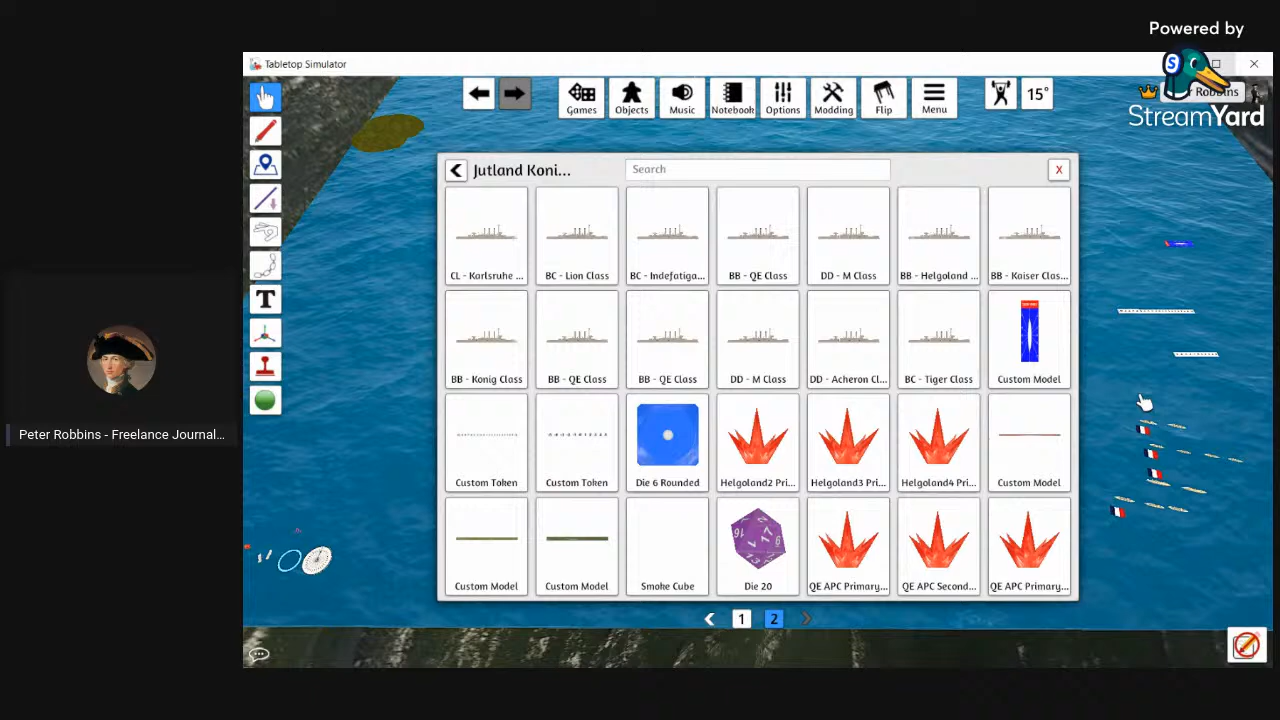 Powered by
StreamYard
Tabletop Simulator
Games
Objects
Music
Notebook
Options
Modding
Flip
Menu
15°
Robbins
Jutland Koni...
Search
X
CL - Karlsruhe ...
BC - Lion Class
BC - Indefatiga...
BB - QE Class
DD - M Class
BB - Helgoland ...
BB - Kaiser Clas...
BB - Konig Class
BB - QE Class
BB - QE Class
DD - M Class
DD - Acheron Cl...
BC - Tiger Class
Custom Model
Custom Token
Custom Token
Die 6 Rounded
Helgoland2 Pri...
Helgoland3 Pri...
Helgoland4 Pri...
Custom Model
Custom Model
Custom Model
Smoke Cube
Die 20
QE APC Primary...
QE APC Second...
QE APC Primary...
1
2
T
Peter Robbins - Freelance Journal...